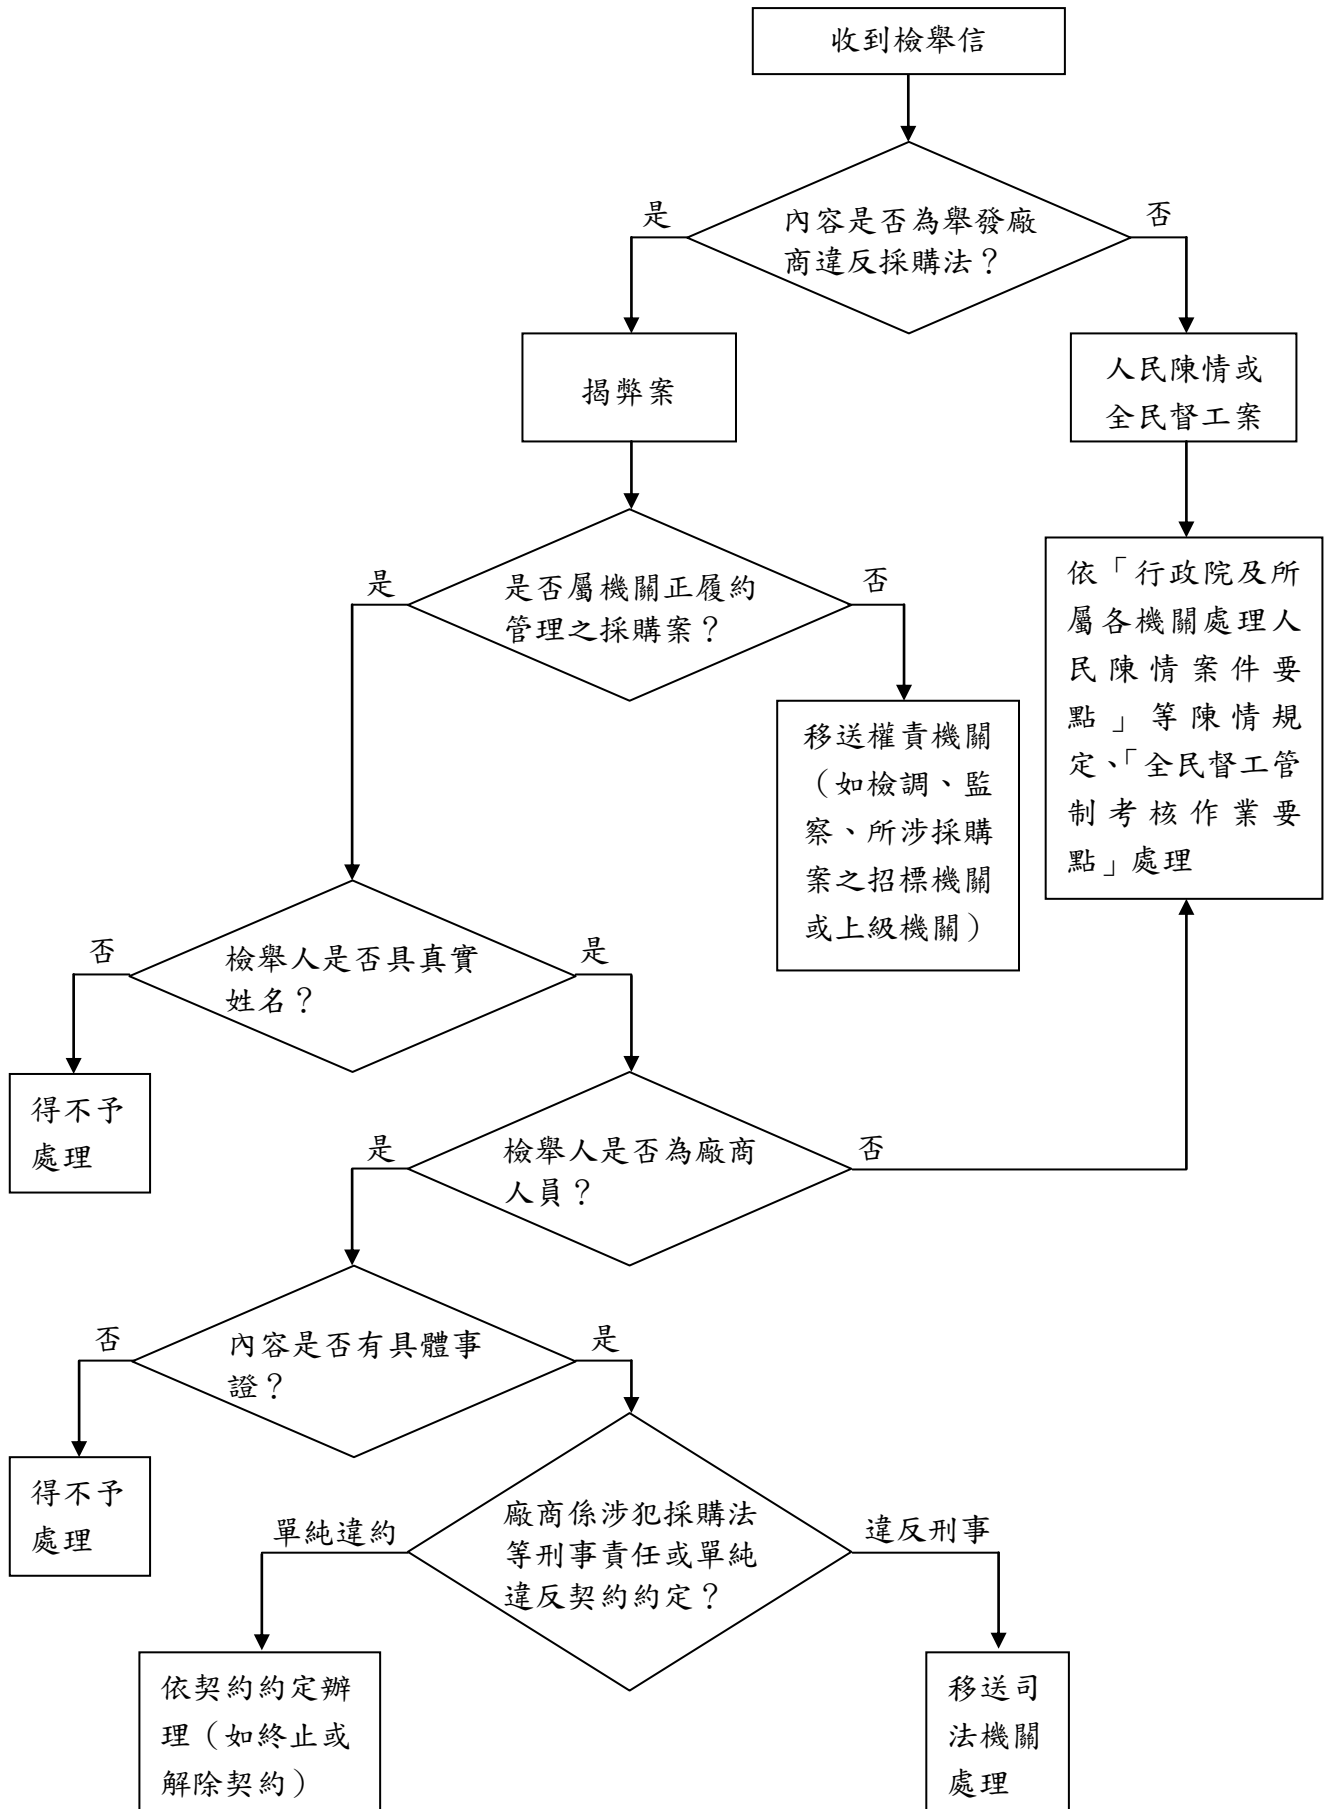 收到檢舉信
內容是否為舉發廠
商違反採購法？
是
否
揭弊案
人民陳情或
全民督工案
是否屬機關正履約
管理之採購案？
是
否
依「行政院及所
屬各機關處理人
民陳情案件要
點」等陳情規
定、「全民督工管
制考核作業要
點」處理
移送權責機關
（如檢調、監
察、所涉採購
案之招標機關
或上級機關）
檢舉人是否具真實
姓名？
否
是
得不予
處理
檢舉人是否為廠商
人員？
是
否
內容是否有具體事
證？
否
是
得不予
處理
廠商係涉犯採購法
等刑事責任或單純
違反契約約定？
單純違約
違反刑事
依契約約定辦
理（如終止或
解除契約）
移送司
法機關
處理